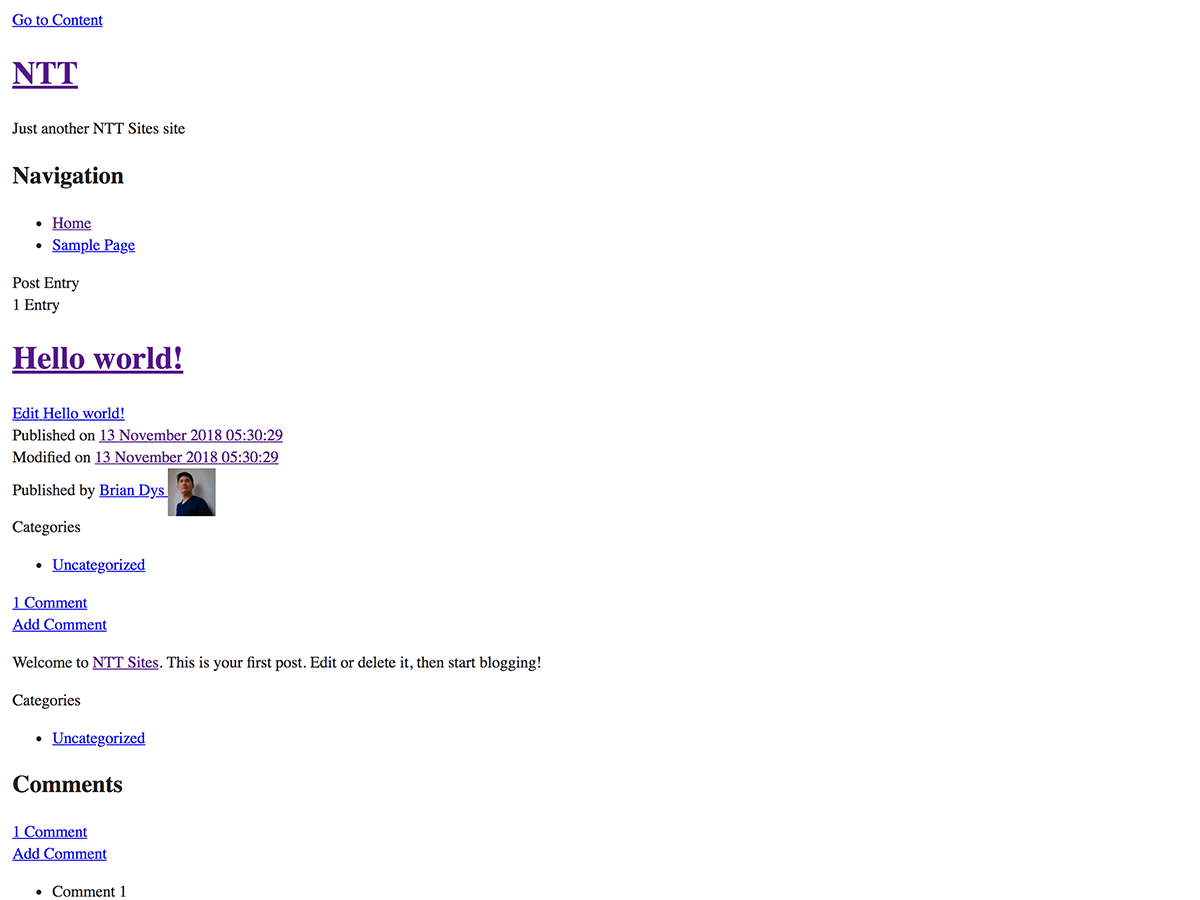 Go to Content
NTT
Just another NTT Sites site
Navigation
Home
Sample Page
Post Entry
1 Entry
Hello world!
Edit Hello world!
Published on 13 November 2018 05:30:29
Modified on 13 November 2018 05:30:29
Published by Brian Dys
Categories
Uncategorized
1 Comment
Add Comment
Welcome to NTT Sites. This is your first post. Edit or delete it, then start blogging!
Categories
Uncategorized
Comments
1 Comment
Add Comment
Comment 1